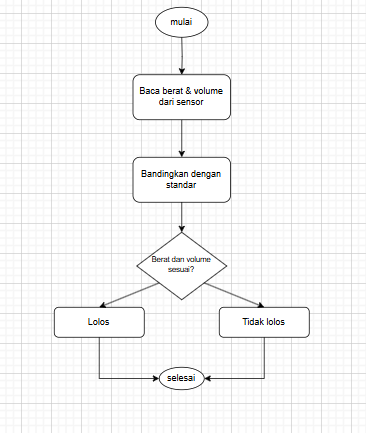 mulai
Baca berat & volume
dari sensor
Bandingkan dengan
standar
Berat dan volume
sesuai?
Lolos
Tidak lolos
selesai